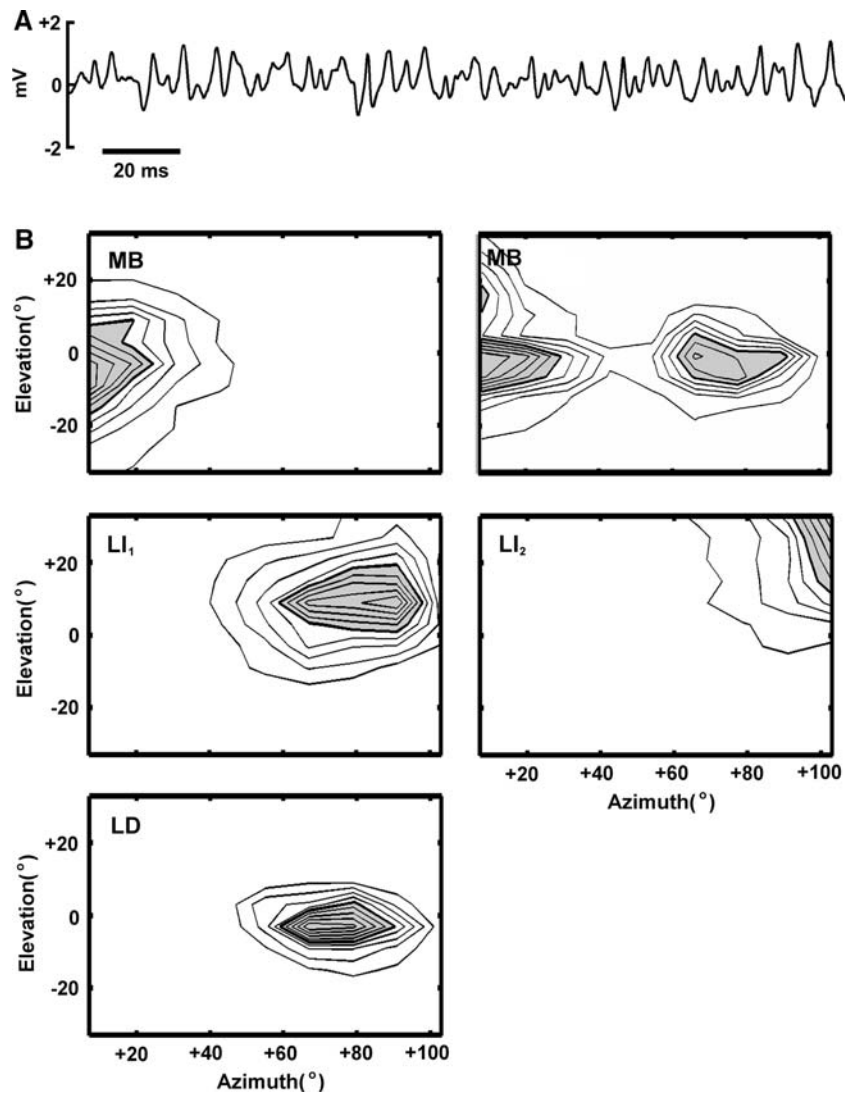 A
+2
mV
0
-2
20 ms
B
MB
MB
Elevation(°)
+20
0
-20
LI₁
LI₂
Elevation(°)
+20
0
-20
+20 +40 +60 +80 +100
Azimuth(°)
LD
Elevation(°)
+20
0
-20
+20 +40 +60 +80 +100
Azimuth(°)